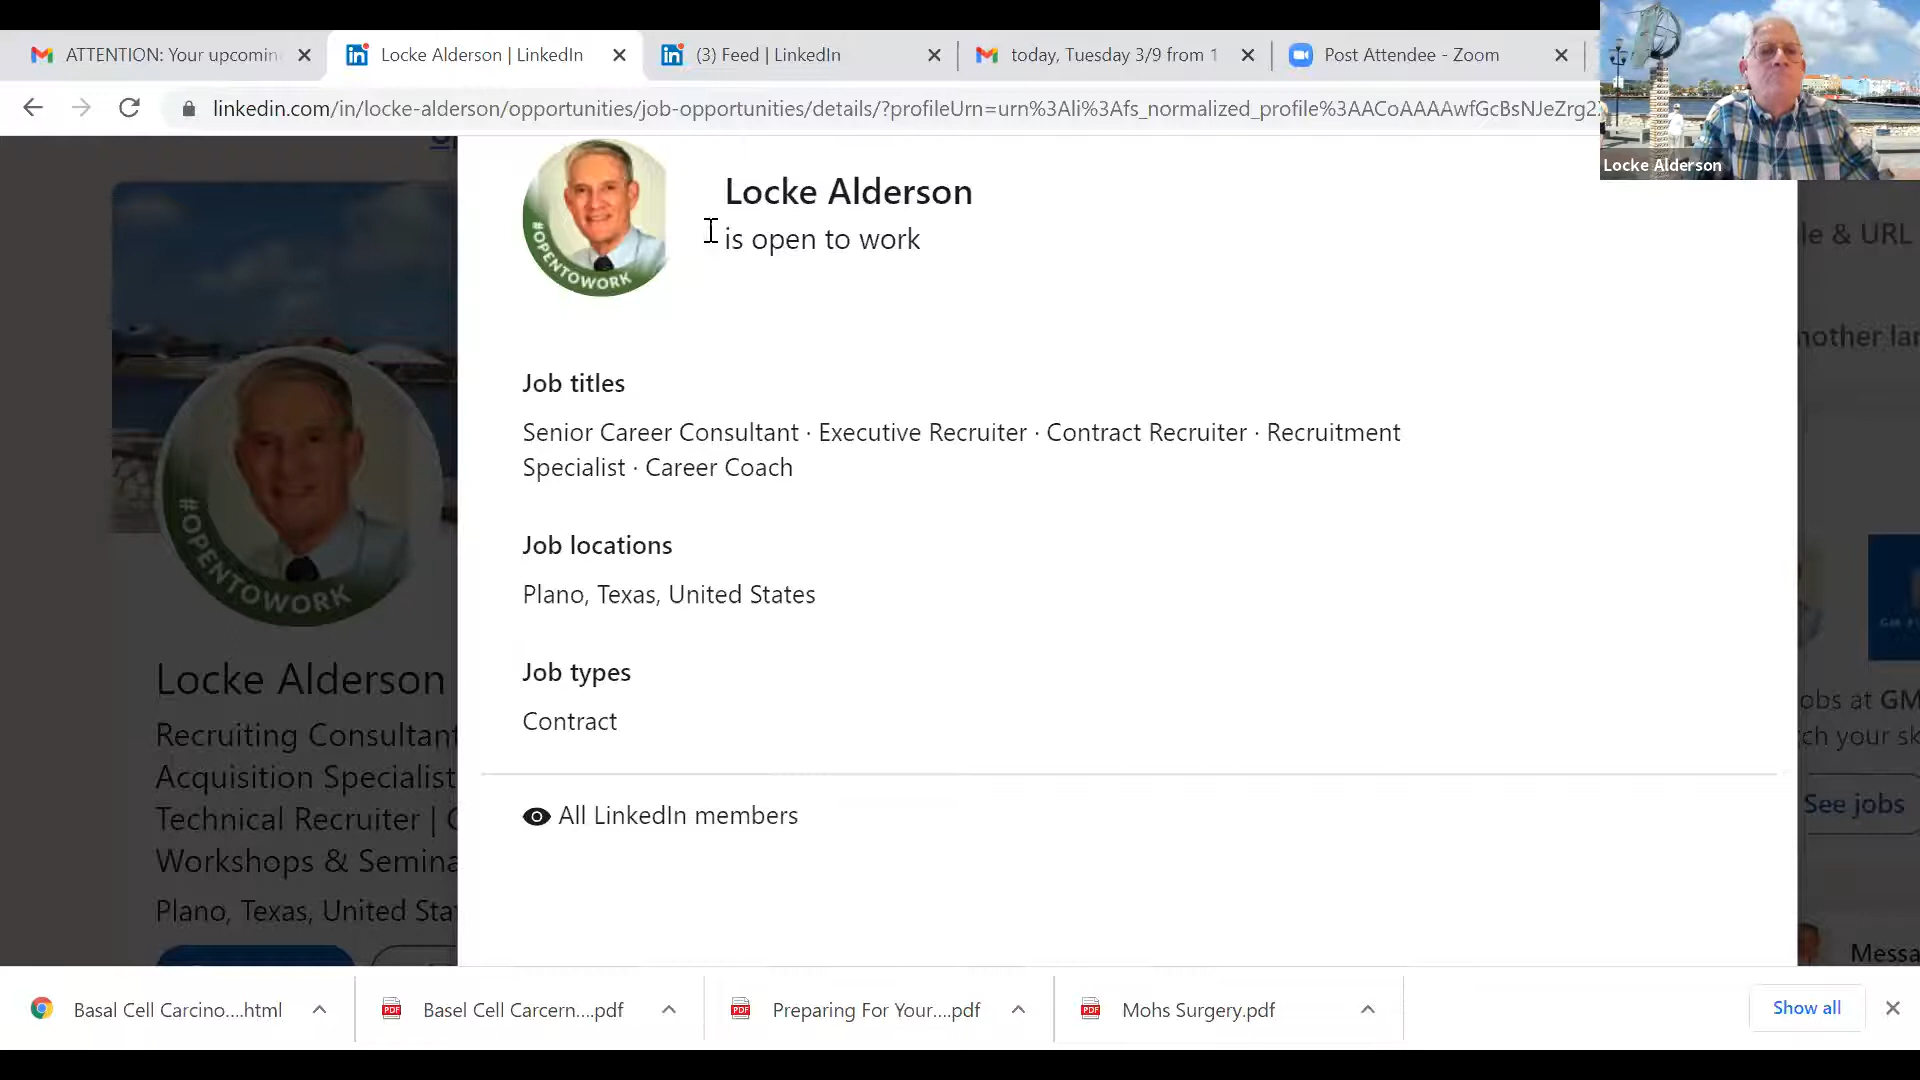 ATTENTION: Your upcomin
Locke Alderson | LinkedIn
(3) Feed | LinkedIn
today, Tuesday 3/9 from 1
Post Attendee - Zoom
linkedin.com/in/locke-alderson/opportunities/job-opportunities/details/?profileUrn=urn%3Ali%3Afs_normalized_profile%3AACoAAAAwfGcBsNJeZrg2
Locke Alderson
Locke Alderson
is open to work
#OPENTOWORK
Job titles
Senior Career Consultant · Executive Recruiter · Contract Recruiter · Recruitment
Specialist · Career Coach
Job locations
Plano, Texas, United States
Job types
Contract
All LinkedIn members
#OPENTOWORK
Locke Alderson
Recruiting Consultant
Acquisition Specialist
Technical Recruiter | C
Workshops & Semina
Plano, Texas, United Sta
le & URL
nother lan
obs at GM
ch your sk
See jobs
Messa
Basal Cell Carcino....html
Basel Cell Carcern....pdf
Preparing For Your....pdf
Mohs Surgery.pdf
Show all